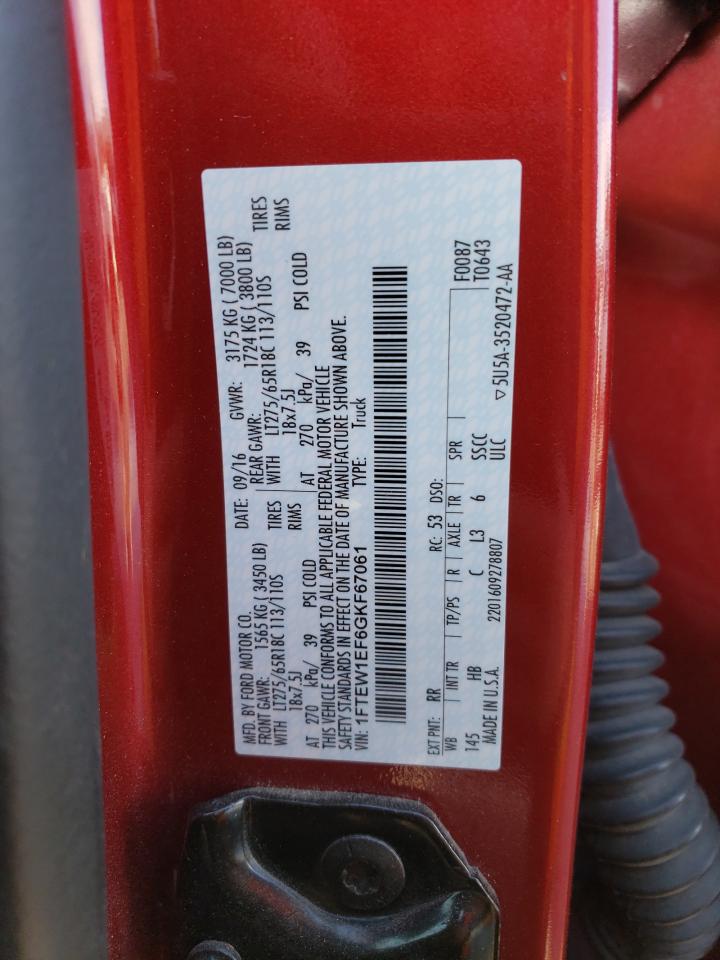 MFD. BY FORD MOTOR CO. DATE: 09/16 GVWR: 3175 KG ( 7000 LB)
FRONT GAWR: 1565 KG ( 3450 LB) REAR GAWR: 1724 KG ( 3800 LB)
WITH LT275/65R18C 113/110S TIRES WITH LT275/65R18C 113/110S TIRES
18x7.5J RIMS 18x7.5J RIMS
AT 270 kPa/ 39 PSI COLD AT 270 kPa/ 39 PSI COLD
THIS VEHICLE CONFORMS TO ALL APPLICABLE FEDERAL MOTOR VEHICLE
SAFETY STANDARDS IN EFFECT ON THE DATE OF MANUFACTURE SHOWN ABOVE.
VIN: 1FTEW1EF6GKF67061 TYPE: Truck
EXT PNT: RR RC: 53 DSO:
WB INT TR TP/PS R AXLE TR SPR F0087
145 HB C L3 6 SSCC T0643
MADE IN U.S.A. 2201609278807 ULC ▽5U5A-3520472-AA